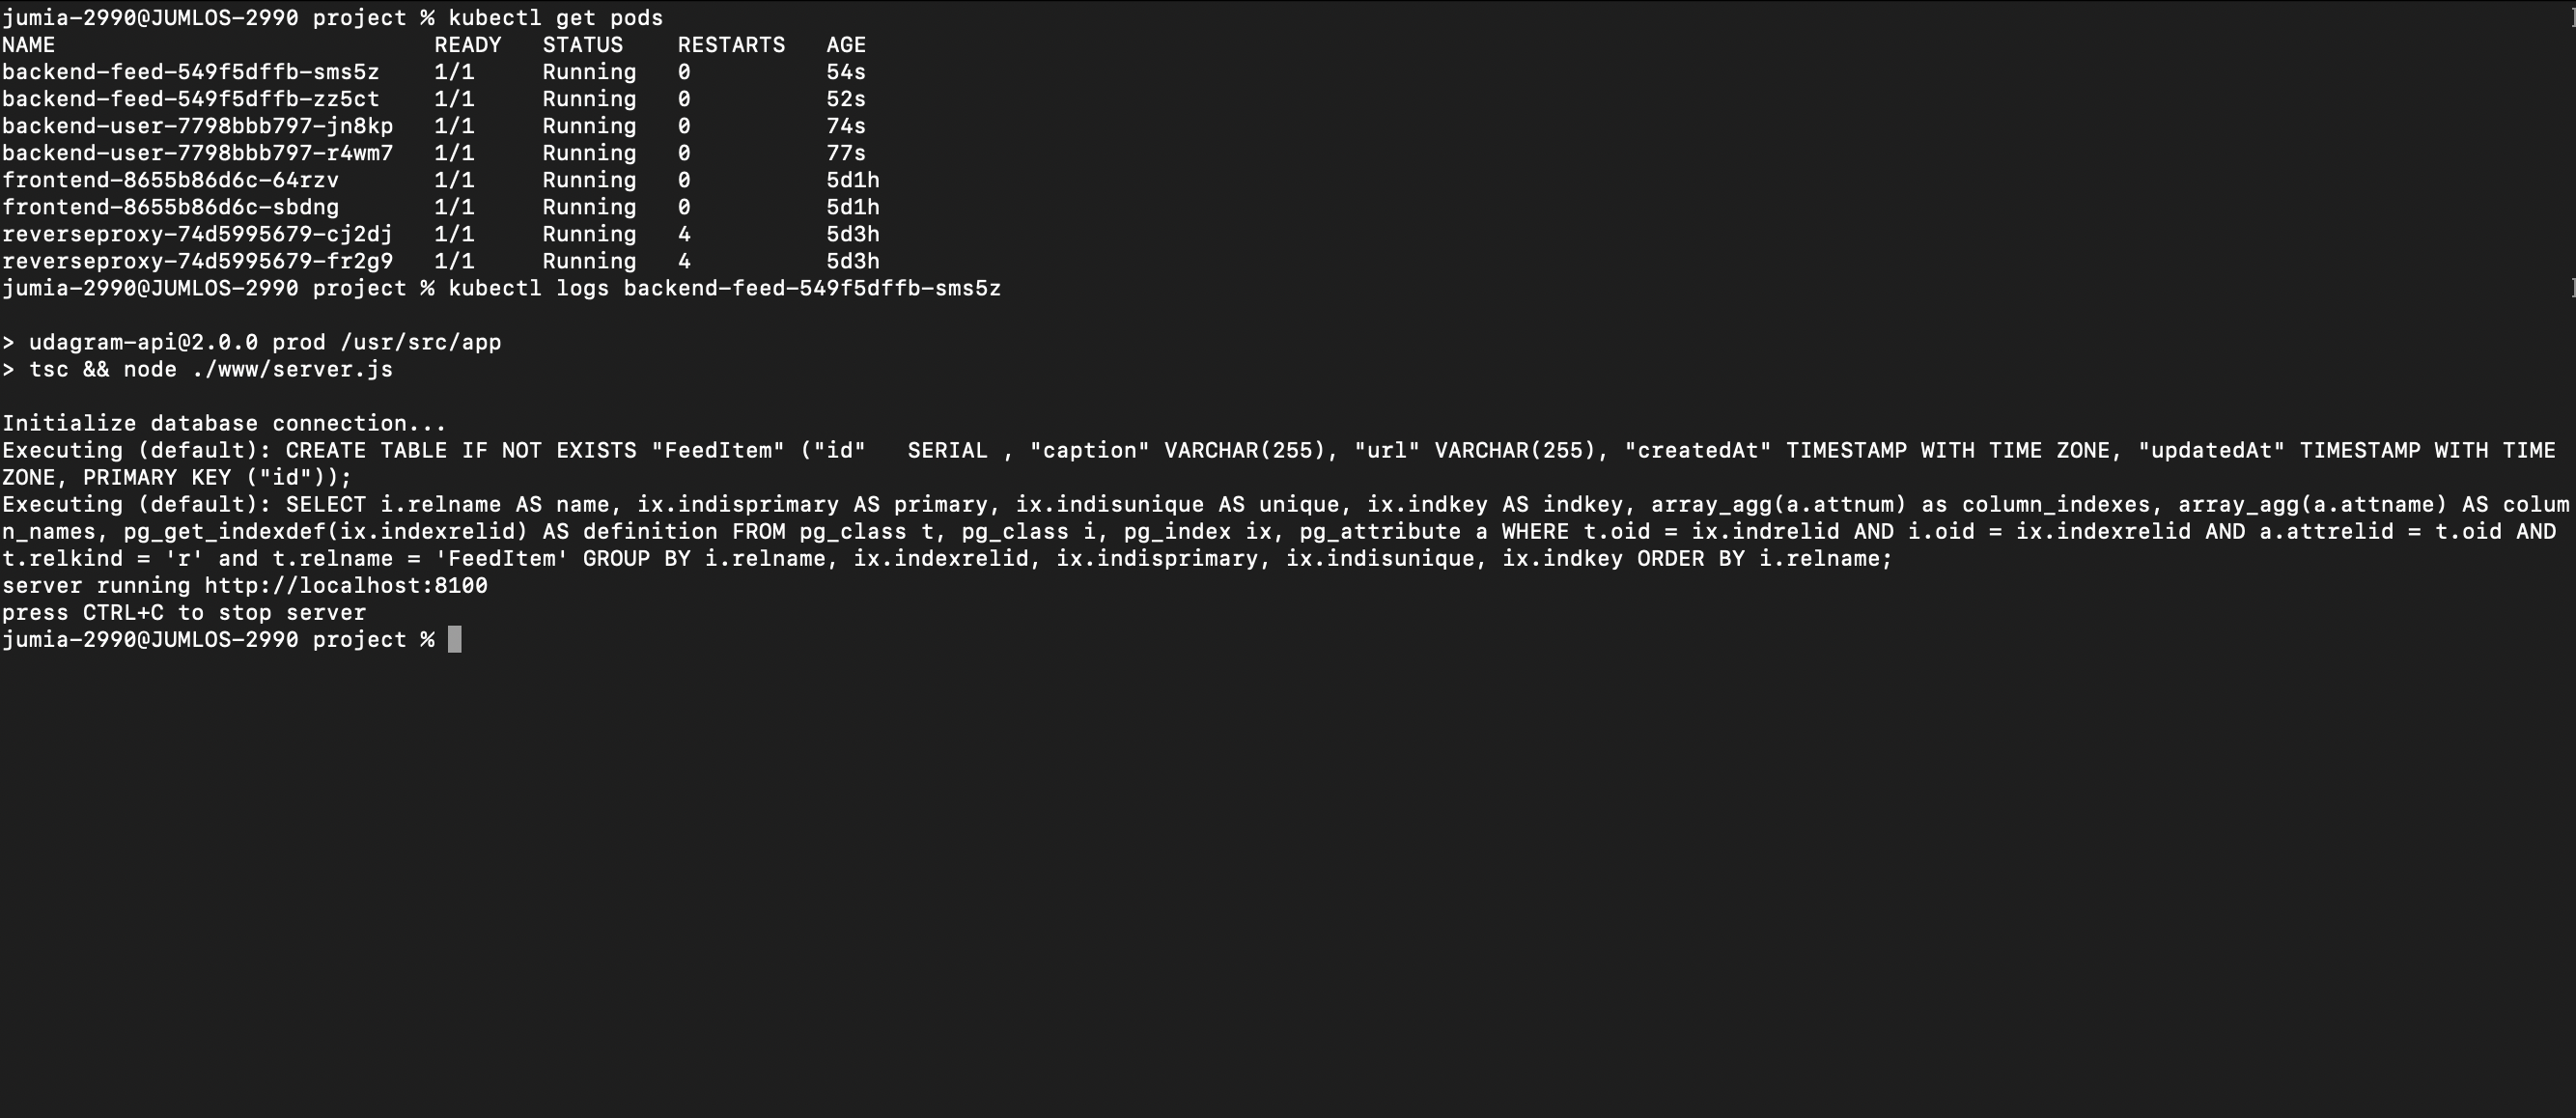 jumia-2990@JUMLOS-2990 project % kubectl get pods
NAME                            READY   STATUS    RESTARTS   AGE
backend-feed-549f5dffb-sms5z    1/1     Running   0          54s
backend-feed-549f5dffb-zz5ct    1/1     Running   0          52s
backend-user-7798bbb797-jn8kp   1/1     Running   0          74s
backend-user-7798bbb797-r4wm7   1/1     Running   0          77s
frontend-8655b86d6c-64rzv       1/1     Running   0          5d1h
frontend-8655b86d6c-sbdng       1/1     Running   0          5d1h
reverseproxy-74d5995679-cj2dj   1/1     Running   4          5d3h
reverseproxy-74d5995679-fr2g9   1/1     Running   4          5d3h
jumia-2990@JUMLOS-2990 project % kubectl logs backend-feed-549f5dffb-sms5z
> udagram-api@2.0.0 prod /usr/src/app
> tsc && node ./www/server.js
Initialize database connection...
Executing (default): CREATE TABLE IF NOT EXISTS "FeedItem" ("id"   SERIAL , "caption" VARCHAR(255), "url" VARCHAR(255), "createdAt" TIMESTAMP WITH TIME ZONE, "updatedAt" TIMESTAMP WITH TIME
ZONE, PRIMARY KEY ("id"));
Executing (default): SELECT i.relname AS name, ix.indisprimary AS primary, ix.indisunique AS unique, ix.indkey AS indkey, array_agg(a.attnum) as column_indexes, array_agg(a.attname) AS colum
n_names, pg_get_indexdef(ix.indexrelid) AS definition FROM pg_class t, pg_class i, pg_index ix, pg_attribute a WHERE t.oid = ix.indrelid AND i.oid = ix.indexrelid AND a.attrelid = t.oid AND
t.relkind = 'r' and t.relname = 'FeedItem' GROUP BY i.relname, ix.indexrelid, ix.indisprimary, ix.indisunique, ix.indkey ORDER BY i.relname;
server running http://localhost:8100
press CTRL+C to stop server
jumia-2990@JUMLOS-2990 project %